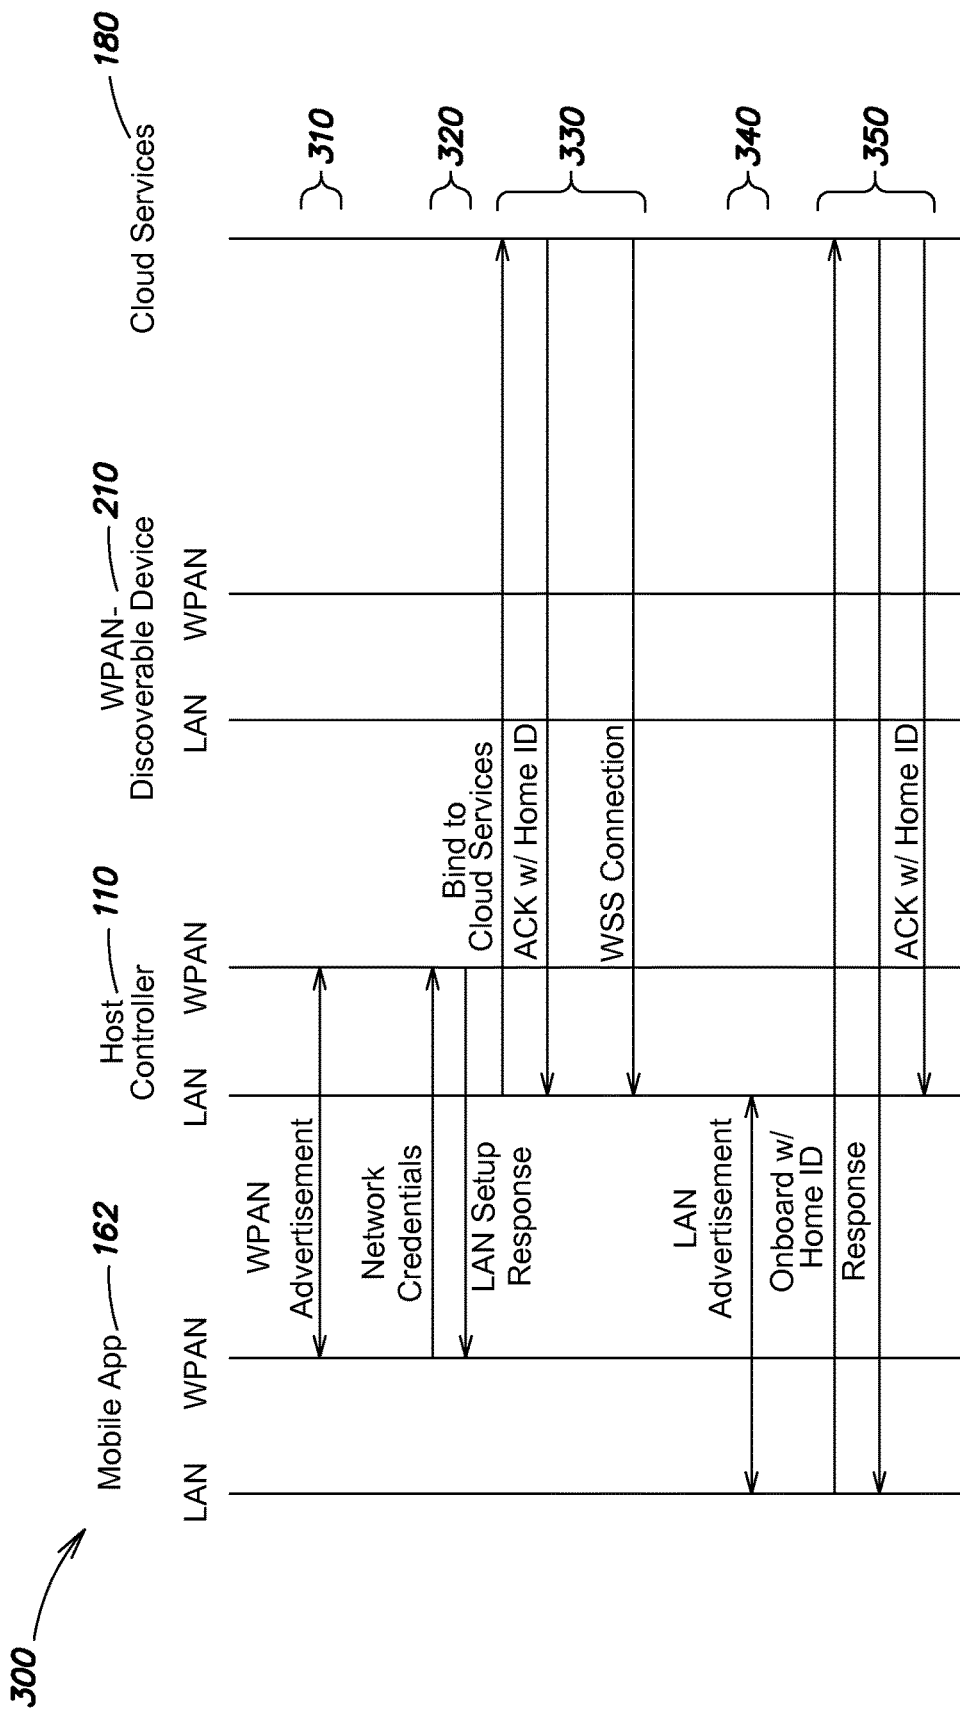 300
Mobile App 162
Host 110
Controller
WPAN- 210
Discoverable Device
Cloud Services 180
LAN WPAN LAN WPAN LAN WPAN
WPAN
Advertisement
310
Network
Credentials
320
LAN Setup
Response
Bind to
Cloud Services
ACK w/ Home ID
330
WSS Connection
LAN
Advertisement
340
Onboard w/
Home ID
Response
350
ACK w/ Home ID